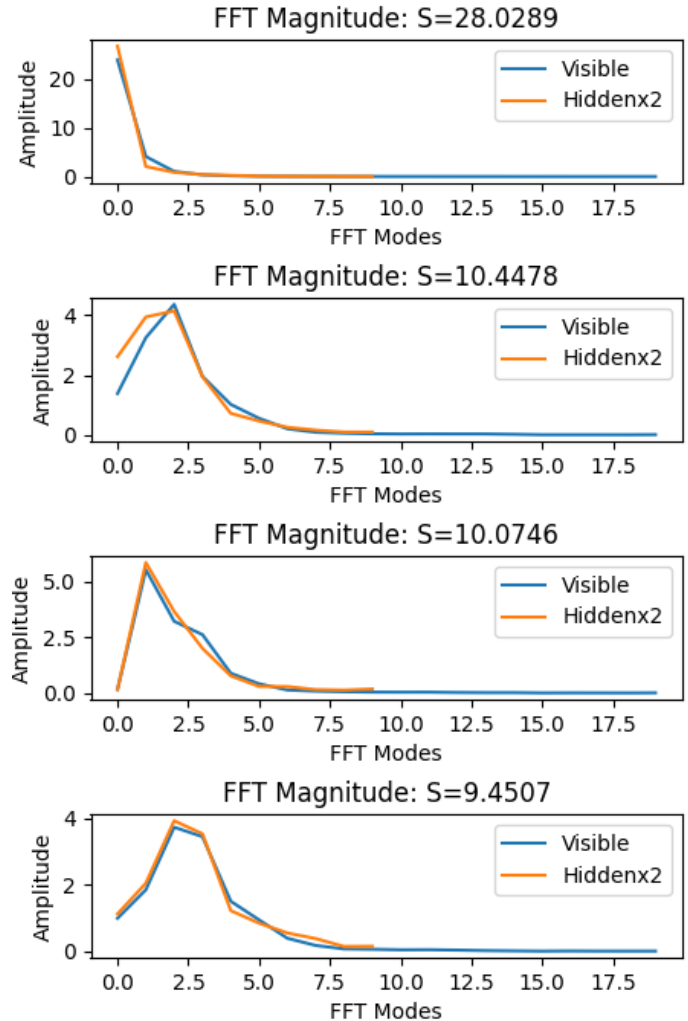 FFT Magnitude: S=28.0289
Amplitude
20
10
0
Visible
Hiddenx2
0.0 2.5 5.0 7.5 10.0 12.5 15.0 17.5
FFT Modes
FFT Magnitude: S=10.4478
Amplitude
4
2
0
Visible
Hiddenx2
0.0 2.5 5.0 7.5 10.0 12.5 15.0 17.5
FFT Modes
FFT Magnitude: S=10.0746
Amplitude
5.0
2.5
0.0
Visible
Hiddenx2
0.0 2.5 5.0 7.5 10.0 12.5 15.0 17.5
FFT Modes
FFT Magnitude: S=9.4507
Amplitude
4
2
0
Visible
Hiddenx2
0.0 2.5 5.0 7.5 10.0 12.5 15.0 17.5
FFT Modes